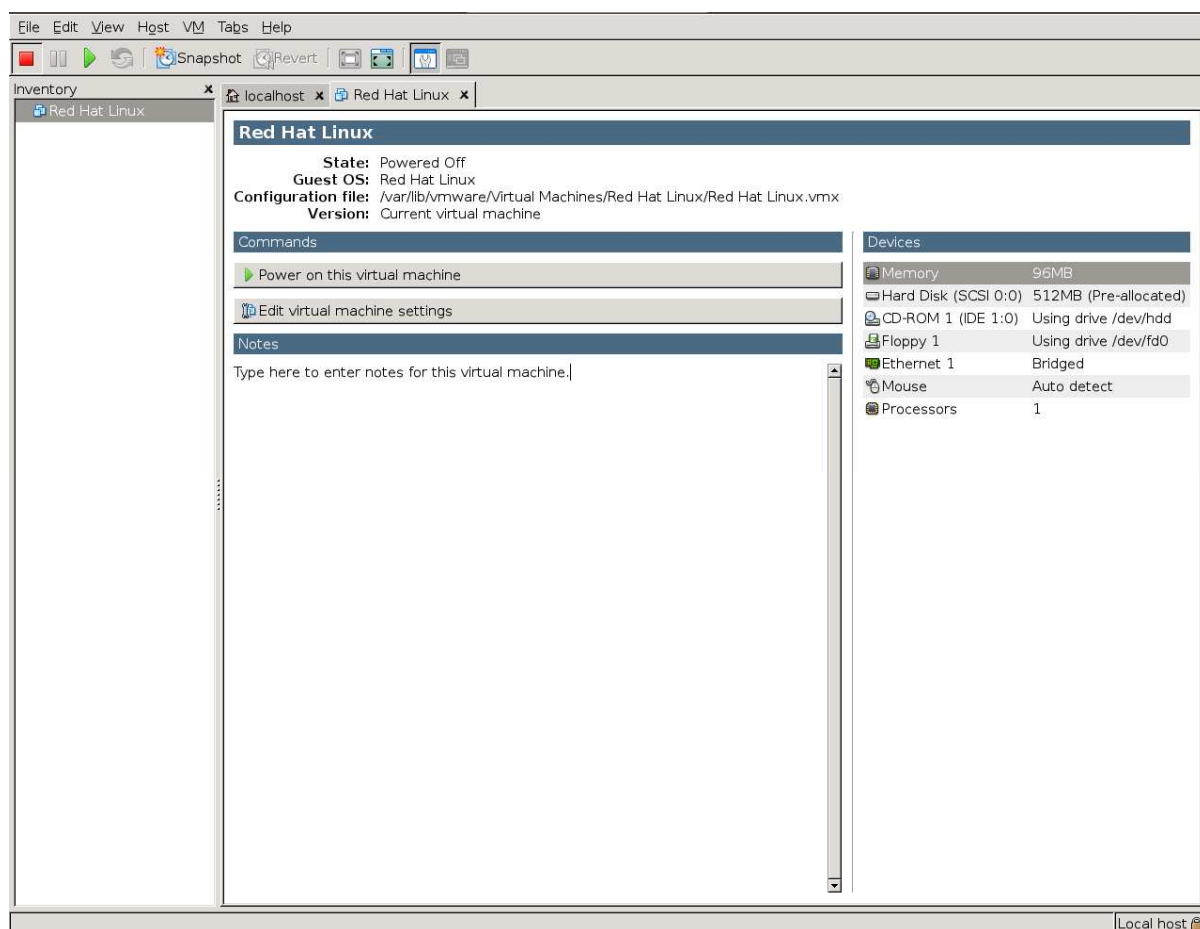 File Edit View Host VM Tabs Help
Snapshot Revert
Inventory
Red Hat Linux
localhost Red Hat Linux
Red Hat Linux
State: Powered Off
Guest OS: Red Hat Linux
Configuration file: /var/lib/vmware/Virtual Machines/Red Hat Linux/Red Hat Linux.vmx
Version: Current virtual machine
Commands
Power on this virtual machine
Edit virtual machine settings
Notes
Type here to enter notes for this virtual machine.
Devices
Memory 96MB
Hard Disk (SCSI 0:0) 512MB (Pre-allocated)
CD-ROM 1 (IDE 1:0) Using drive /dev/hdd
Floppy 1 Using drive /dev/fd0
Ethernet 1 Bridged
Mouse Auto detect
Processors 1
Local host